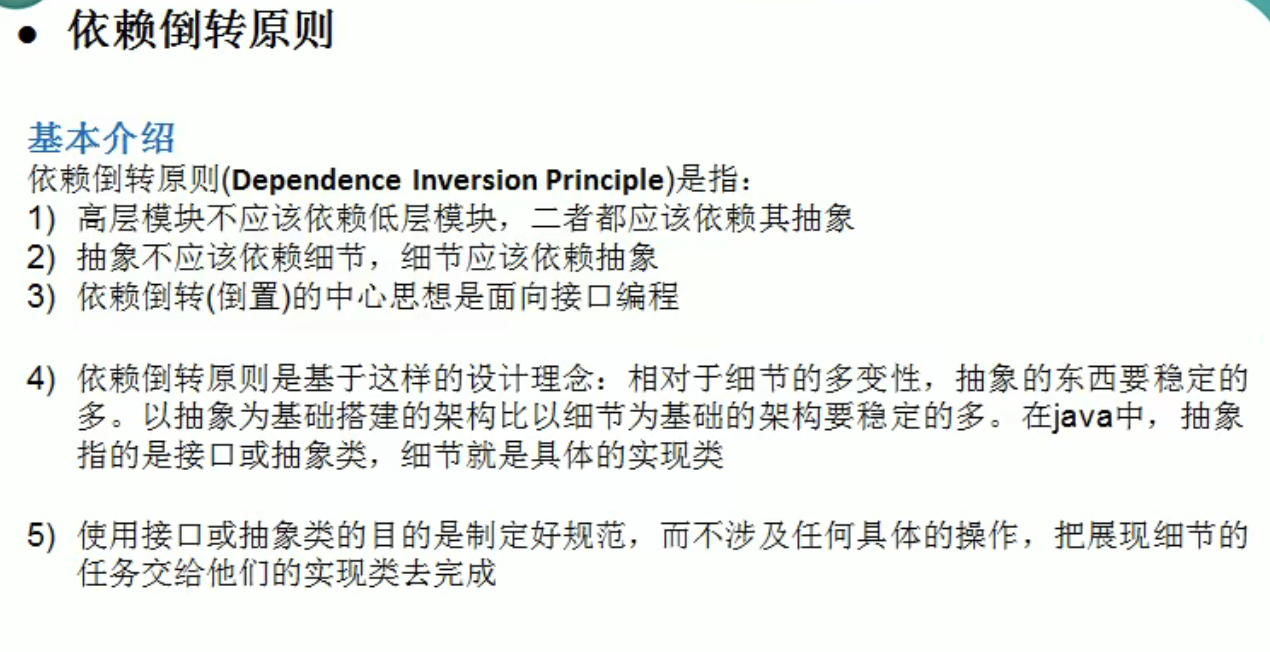 ● 依赖倒转原则
基本介绍
依赖倒转原则(Dependence Inversion Principle)是指：
1) 高层模块不应该依赖低层模块，二者都应该依赖其抽象
2) 抽象不应该依赖细节，细节应该依赖抽象
3) 依赖倒转(倒置)的中心思想是面向接口编程
4) 依赖倒转原则是基于这样的设计理念：相对于细节的多变性，抽象的东西要稳定的
多。以抽象为基础搭建的架构比以细节为基础的架构要稳定的多。在java中，抽象
指的是接口或抽象类，细节就是具体的实现类
5) 使用接口或抽象类的目的是制定好规范，而不涉及任何具体的操作，把展现细节的
任务交给他们的实现类去完成